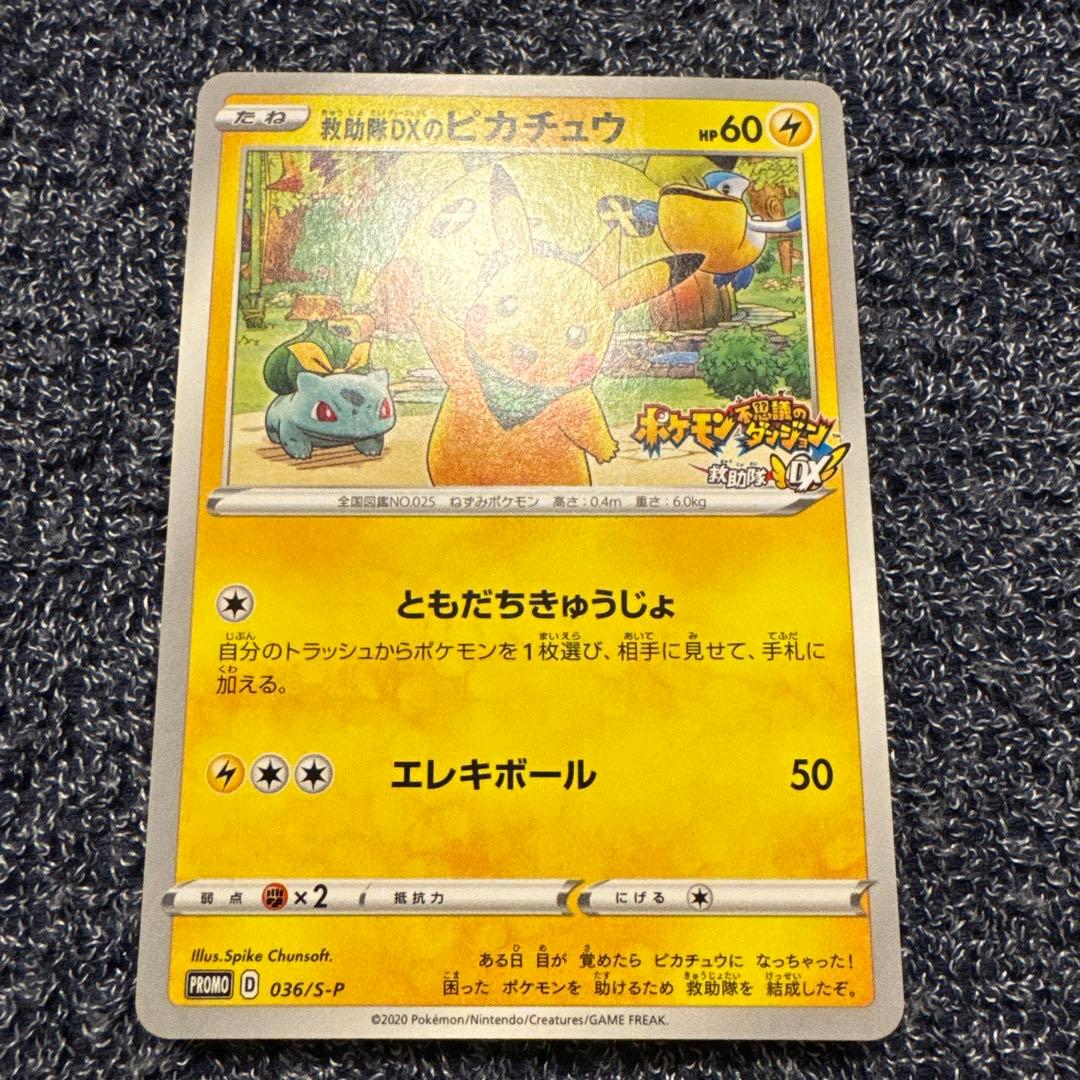 たね 救助隊DXのピカチュウ HP60
ポケモン不思議のダンジョン
救助隊DX
全国図鑑NO.025 ねずみポケモン 高さ:0.4m 重さ:6.0kg
ともだちきゅうじょ
自分のトラッシュからポケモンを1枚選び、相手に見せて、手札に
加える。
エレキボール 50
弱点 ×2 抵抗力 にげる
Illus.Spike Chunsoft.
PROMO D 036/S-P
ある日 目が 覚めたら ピカチュウに なっちゃった!
困った ポケモンを 助けるため 救助隊を 結成したぞ。
©2020 Pokémon/Nintendo/Creatures/GAME FREAK.